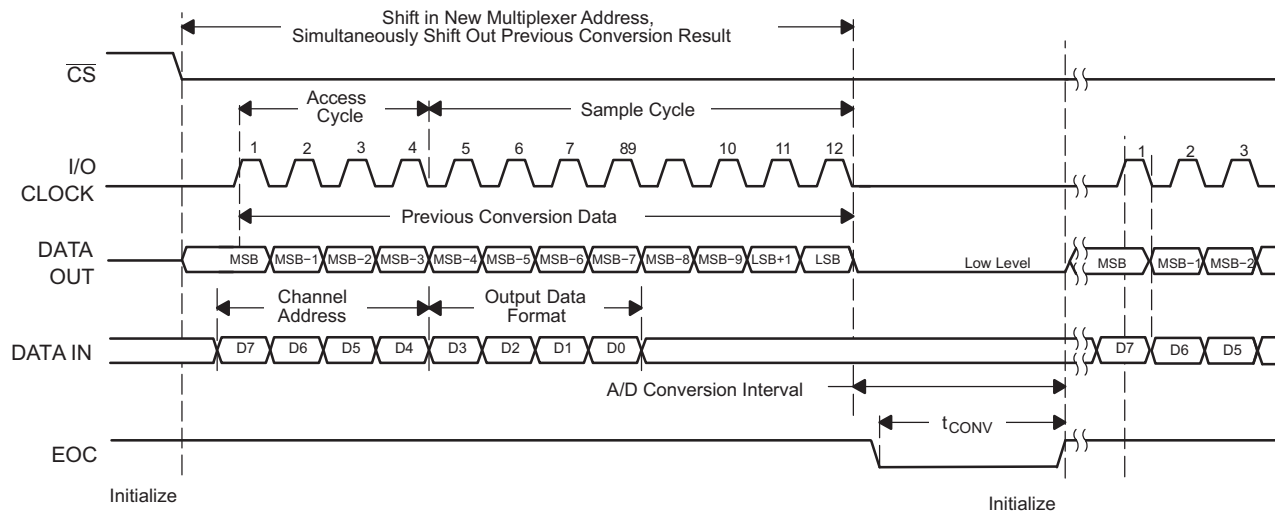 Shift in New Multiplexer Address,
Simultaneously Shift Out Previous Conversion Result
CS
Access
Cycle
Sample Cycle
I/O
CLOCK
1 2 3 4 5 6 7 89 10 11 12 1 2 3
Previous Conversion Data
DATA
OUT
MSB MSB−1 MSB−2 MSB−3 MSB−4 MSB−5 MSB−6 MSB−7 MSB−8 MSB−9 LSB+1 LSB Low Level MSB MSB−1 MSB−2
Channel
Address
Output Data
Format
DATA IN
D7 D6 D5 D4 D3 D2 D1 D0 D7 D6 D5
A/D Conversion Interval
tCONV
EOC
Initialize Initialize